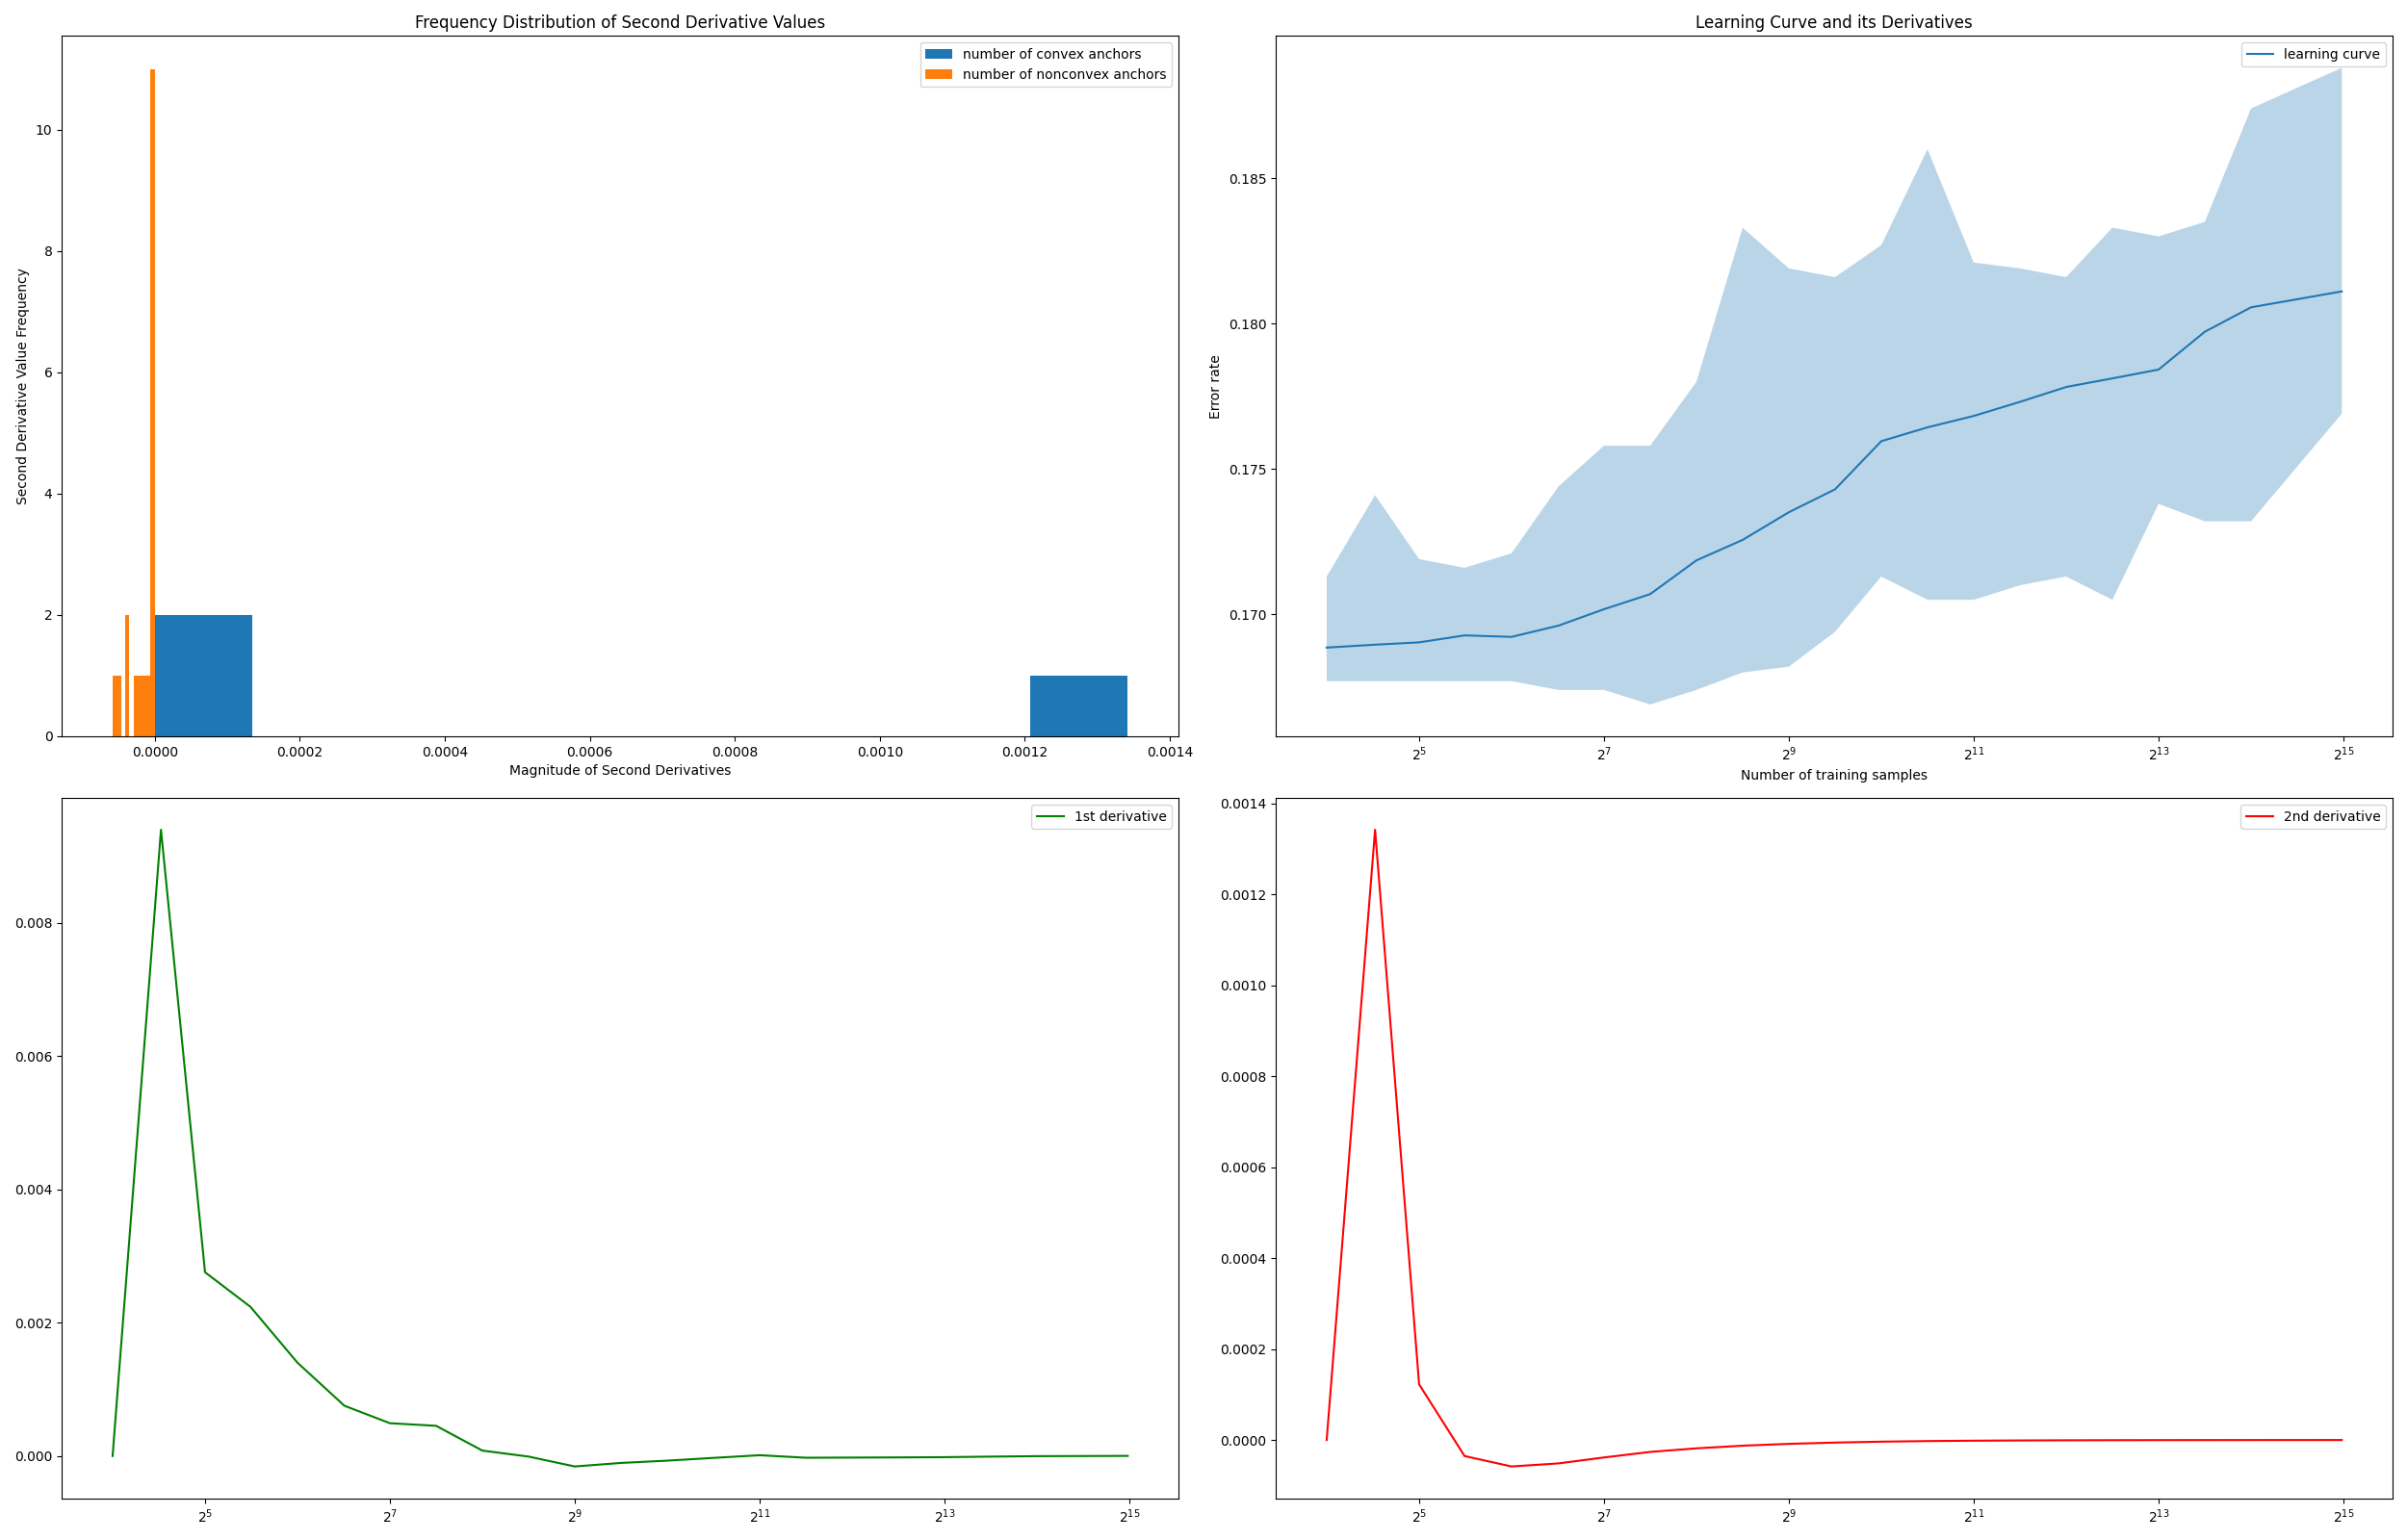 Frequency Distribution of Second Derivative Values
number of convex anchors
number of nonconvex anchors
Second Derivative Value Frequency
10
8
6
4
2
0
0.0000 0.0002 0.0004 0.0006 0.0008 0.0010 0.0012 0.0014
Magnitude of Second Derivatives
Learning Curve and its Derivatives
learning curve
Error rate
0.185
0.180
0.175
0.170
2^5 2^7 2^9 2^11 2^13 2^15
Number of training samples
1st derivative
0.008
0.006
0.004
0.002
0.000
2^5 2^7 2^9 2^11 2^13 2^15
2nd derivative
0.0014
0.0012
0.0010
0.0008
0.0006
0.0004
0.0002
0.0000
2^5 2^7 2^9 2^11 2^13 2^15